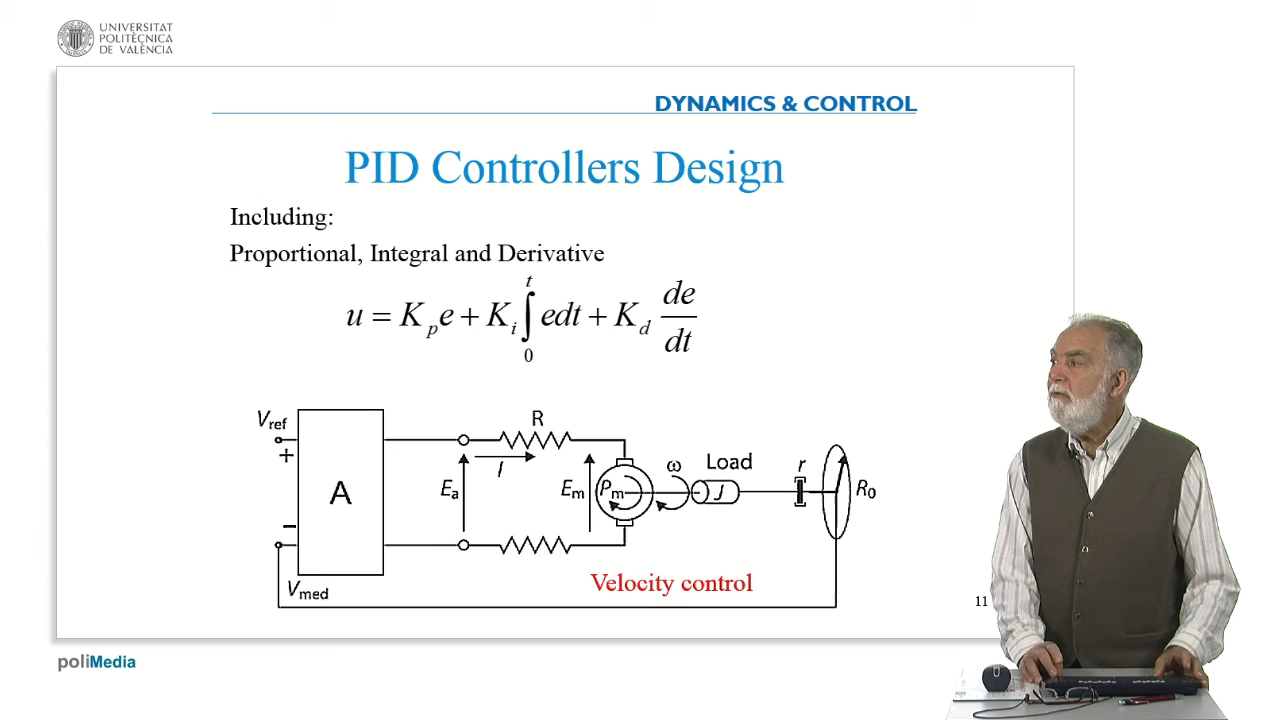 UNIVERSITAT
POLITÈCNICA
DE VALÈNCIA
DYNAMICS & CONTROL
PID Controllers Design
Including:
Proportional, Integral and Derivative
u = K_p e + K_i ∫_0^t edt + K_d de/dt
V_ref
+
A
−
V_med
E_a
I
R
E_m
P_m
ω
Load
J
r
R_0
Velocity control
11
poliMedia